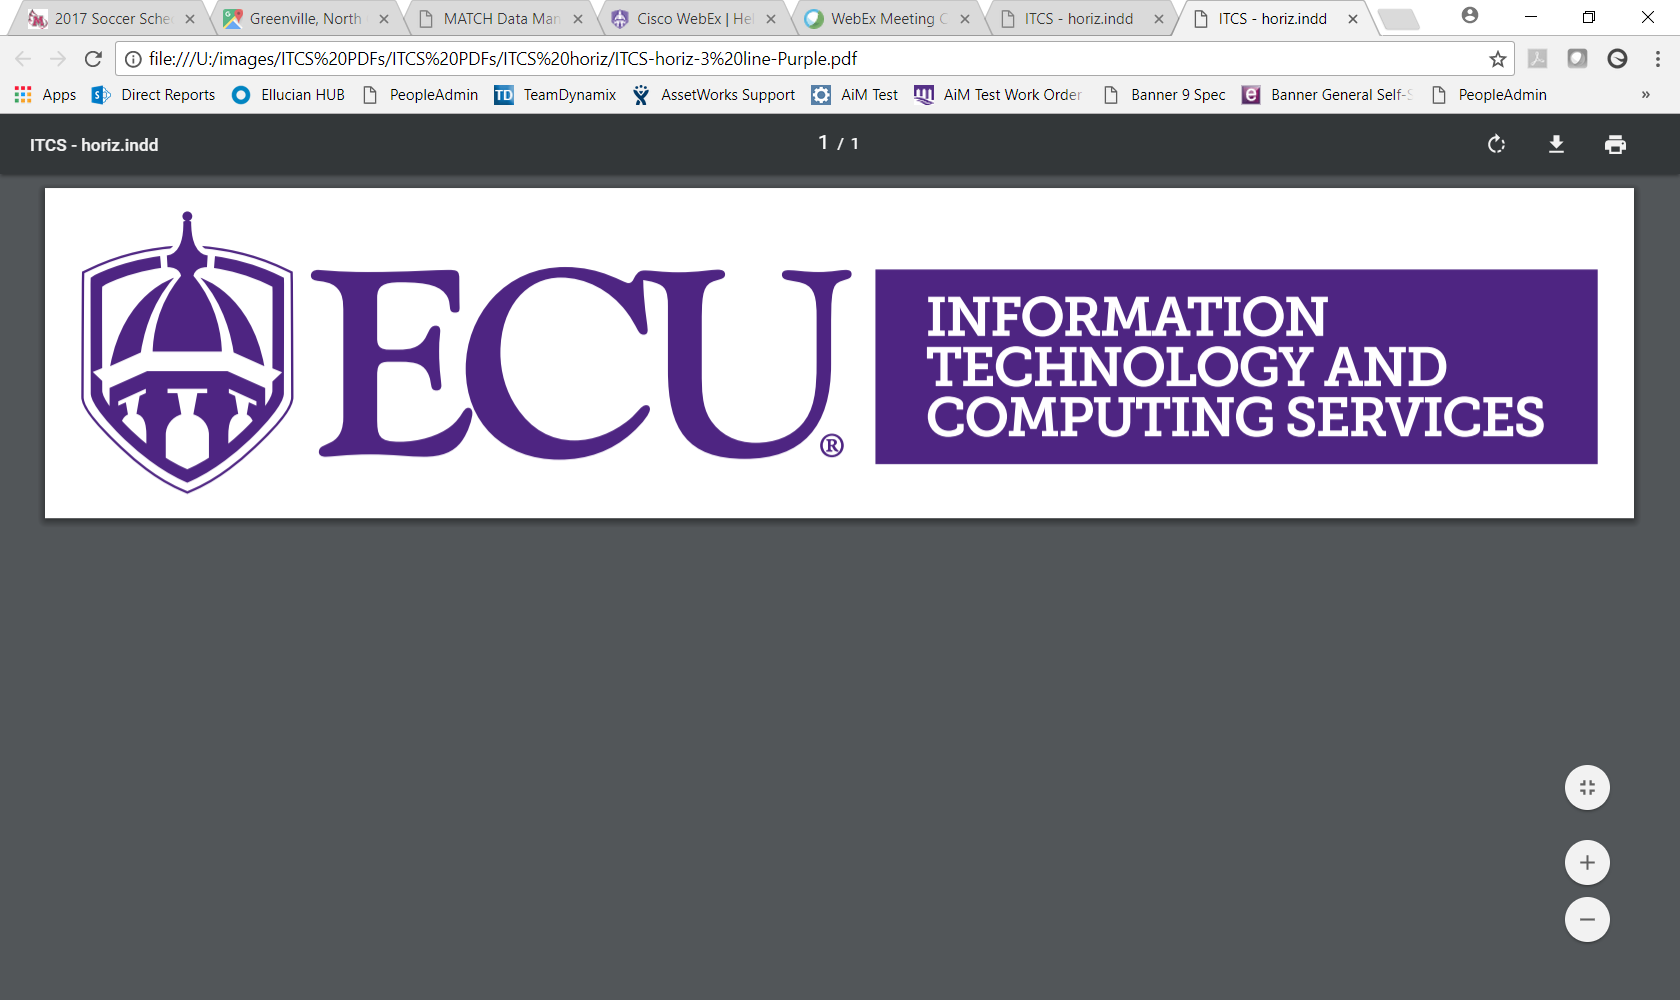 2017 Soccer Sche
Greenville, North
MATCH Data Man
Cisco WebEx | Hel
WebEx Meeting C
ITCS - horiz.indd
ITCS - horiz.indd
file:///U:/images/ITCS%20PDFs/ITCS%20PDFs/ITCS%20horiz/ITCS-horiz-3%20line-Purple.pdf
Apps Direct Reports Ellucian HUB PeopleAdmin TD TeamDynamix AssetWorks Support AiM Test AiM Test Work Order Banner 9 Spec Banner General Self-S PeopleAdmin »
ITCS - horiz.indd 1 / 1
ECU®
INFORMATION
TECHNOLOGY AND
COMPUTING SERVICES